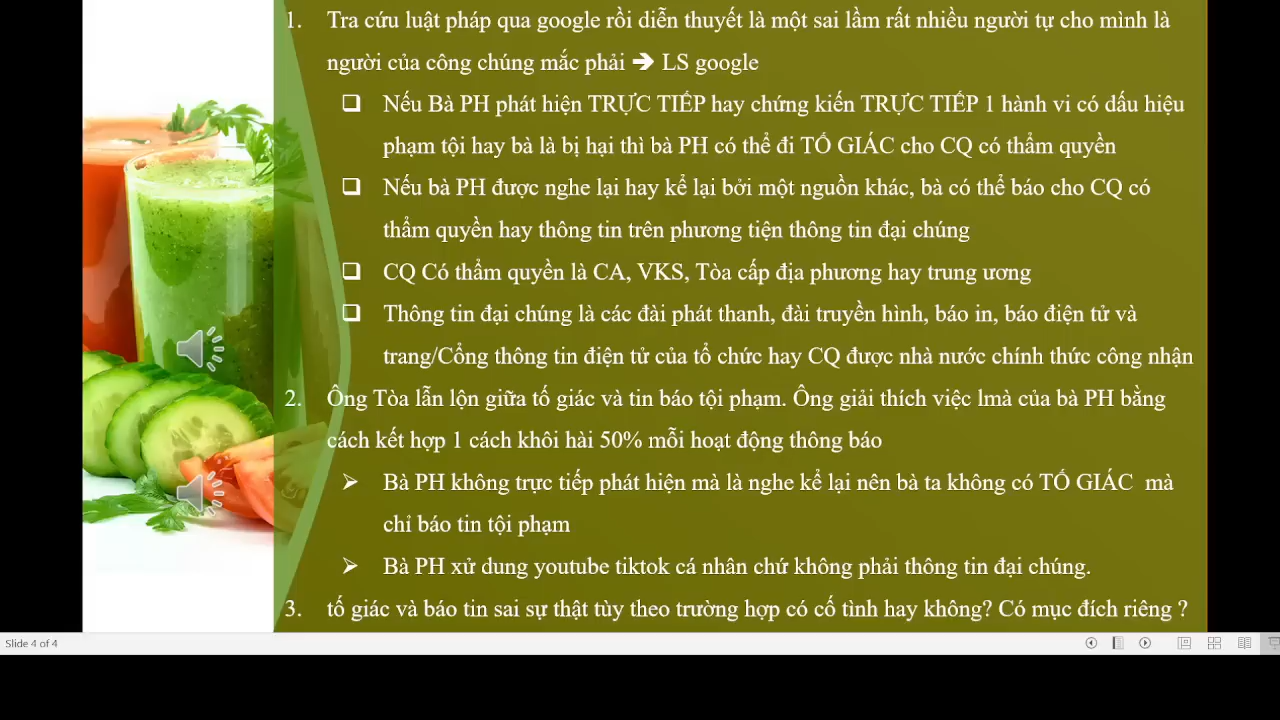 1. Tra cứu luật pháp qua google rồi diễn thuyết là một sai lầm rất nhiều người tự cho mình là
người của công chúng mắc phải ➔ LS google
❑ Nếu Bà PH phát hiện TRỰC TIẾP hay chứng kiến TRỰC TIẾP 1 hành vi có dấu hiệu
phạm tội hay bà là bị hại thì bà PH có thể đi TỐ GIÁC cho CQ có thẩm quyền
❑ Nếu bà PH được nghe lại hay kể lại bởi một nguồn khác, bà có thể báo cho CQ có
thẩm quyền hay thông tin trên phương tiện thông tin đại chúng
❑ CQ Có thẩm quyền là CA, VKS, Tòa cấp địa phương hay trung ương
❑ Thông tin đại chúng là các đài phát thanh, đài truyền hình, báo in, báo điện tử và
trang/Cổng thông tin điện tử của tổ chức hay CQ được nhà nước chính thức công nhận
2. Ông Tòa lẫn lộn giữa tố giác và tin báo tội phạm. Ông giải thích việc lmà của bà PH bằng
cách kết hợp 1 cách khôi hài 50% mỗi hoạt động thông báo
➢ Bà PH không trực tiếp phát hiện mà là nghe kể lại nên bà ta không có TỐ GIÁC mà
chỉ báo tin tội phạm
➢ Bà PH xử dung youtube tiktok cá nhân chứ không phải thông tin đại chúng.
3. tố giác và báo tin sai sự thật tùy theo trường hợp có cố tình hay không? Có mục đích riêng ?
Slide 4 of 4